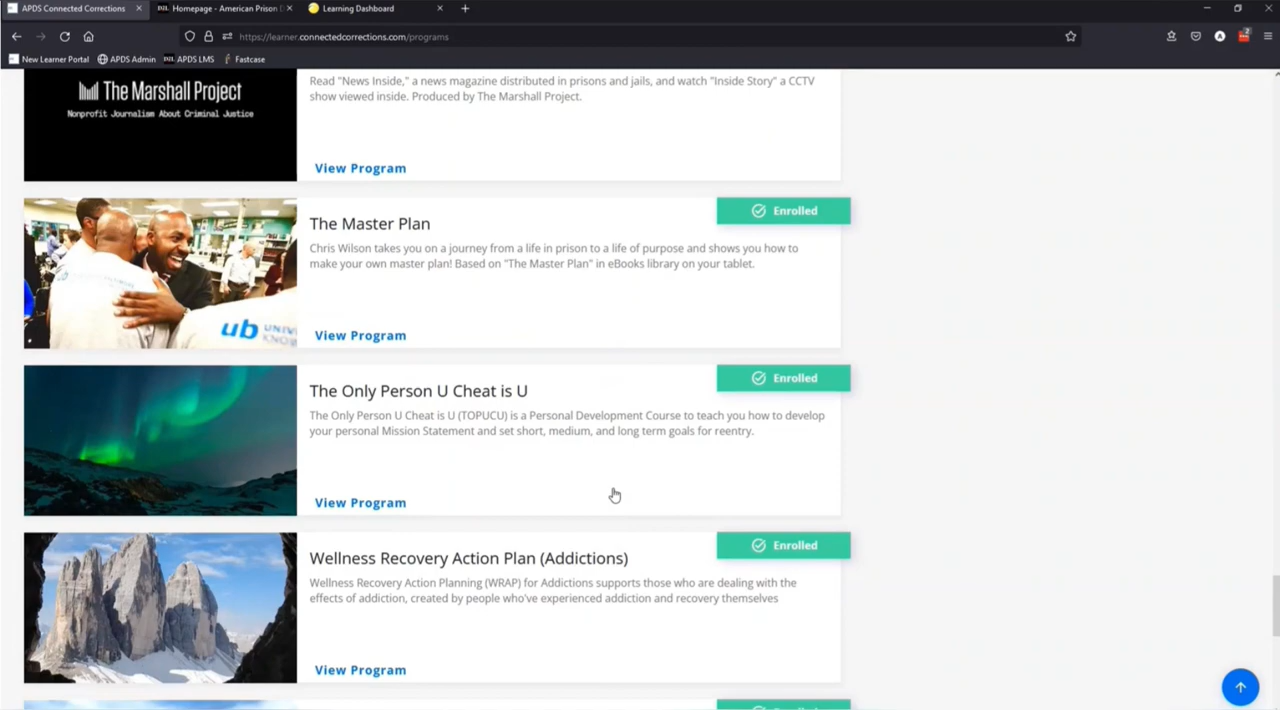 APDS Connected Corrections
Homepage - American Prison D
Learning Dashboard
https://learner.connectedcorrections.com/programs
2
New Learner Portal
APDS Admin
APDS LMS
Fastcase
The Marshall Project
Nonprofit Journalism About Criminal Justice
Read "News Inside," a news magazine distributed in prisons and jails, and watch "Inside Story" a CCTV
show viewed inside. Produced by The Marshall Project.
View Program
The Master Plan
Enrolled
Chris Wilson takes you on a journey from a life in prison to a life of purpose and shows you how to
make your own master plan! Based on "The Master Plan" in eBooks library on your tablet.
ub
View Program
The Only Person U Cheat is U
Enrolled
The Only Person U Cheat is U (TOPUCU) is a Personal Development Course to teach you how to develop
your personal Mission Statement and set short, medium, and long term goals for reentry.
View Program
Wellness Recovery Action Plan (Addictions)
Enrolled
Wellness Recovery Action Planning (WRAP) for Addictions supports those who are dealing with the
effects of addiction, created by people who've experienced addiction and recovery themselves
View Program